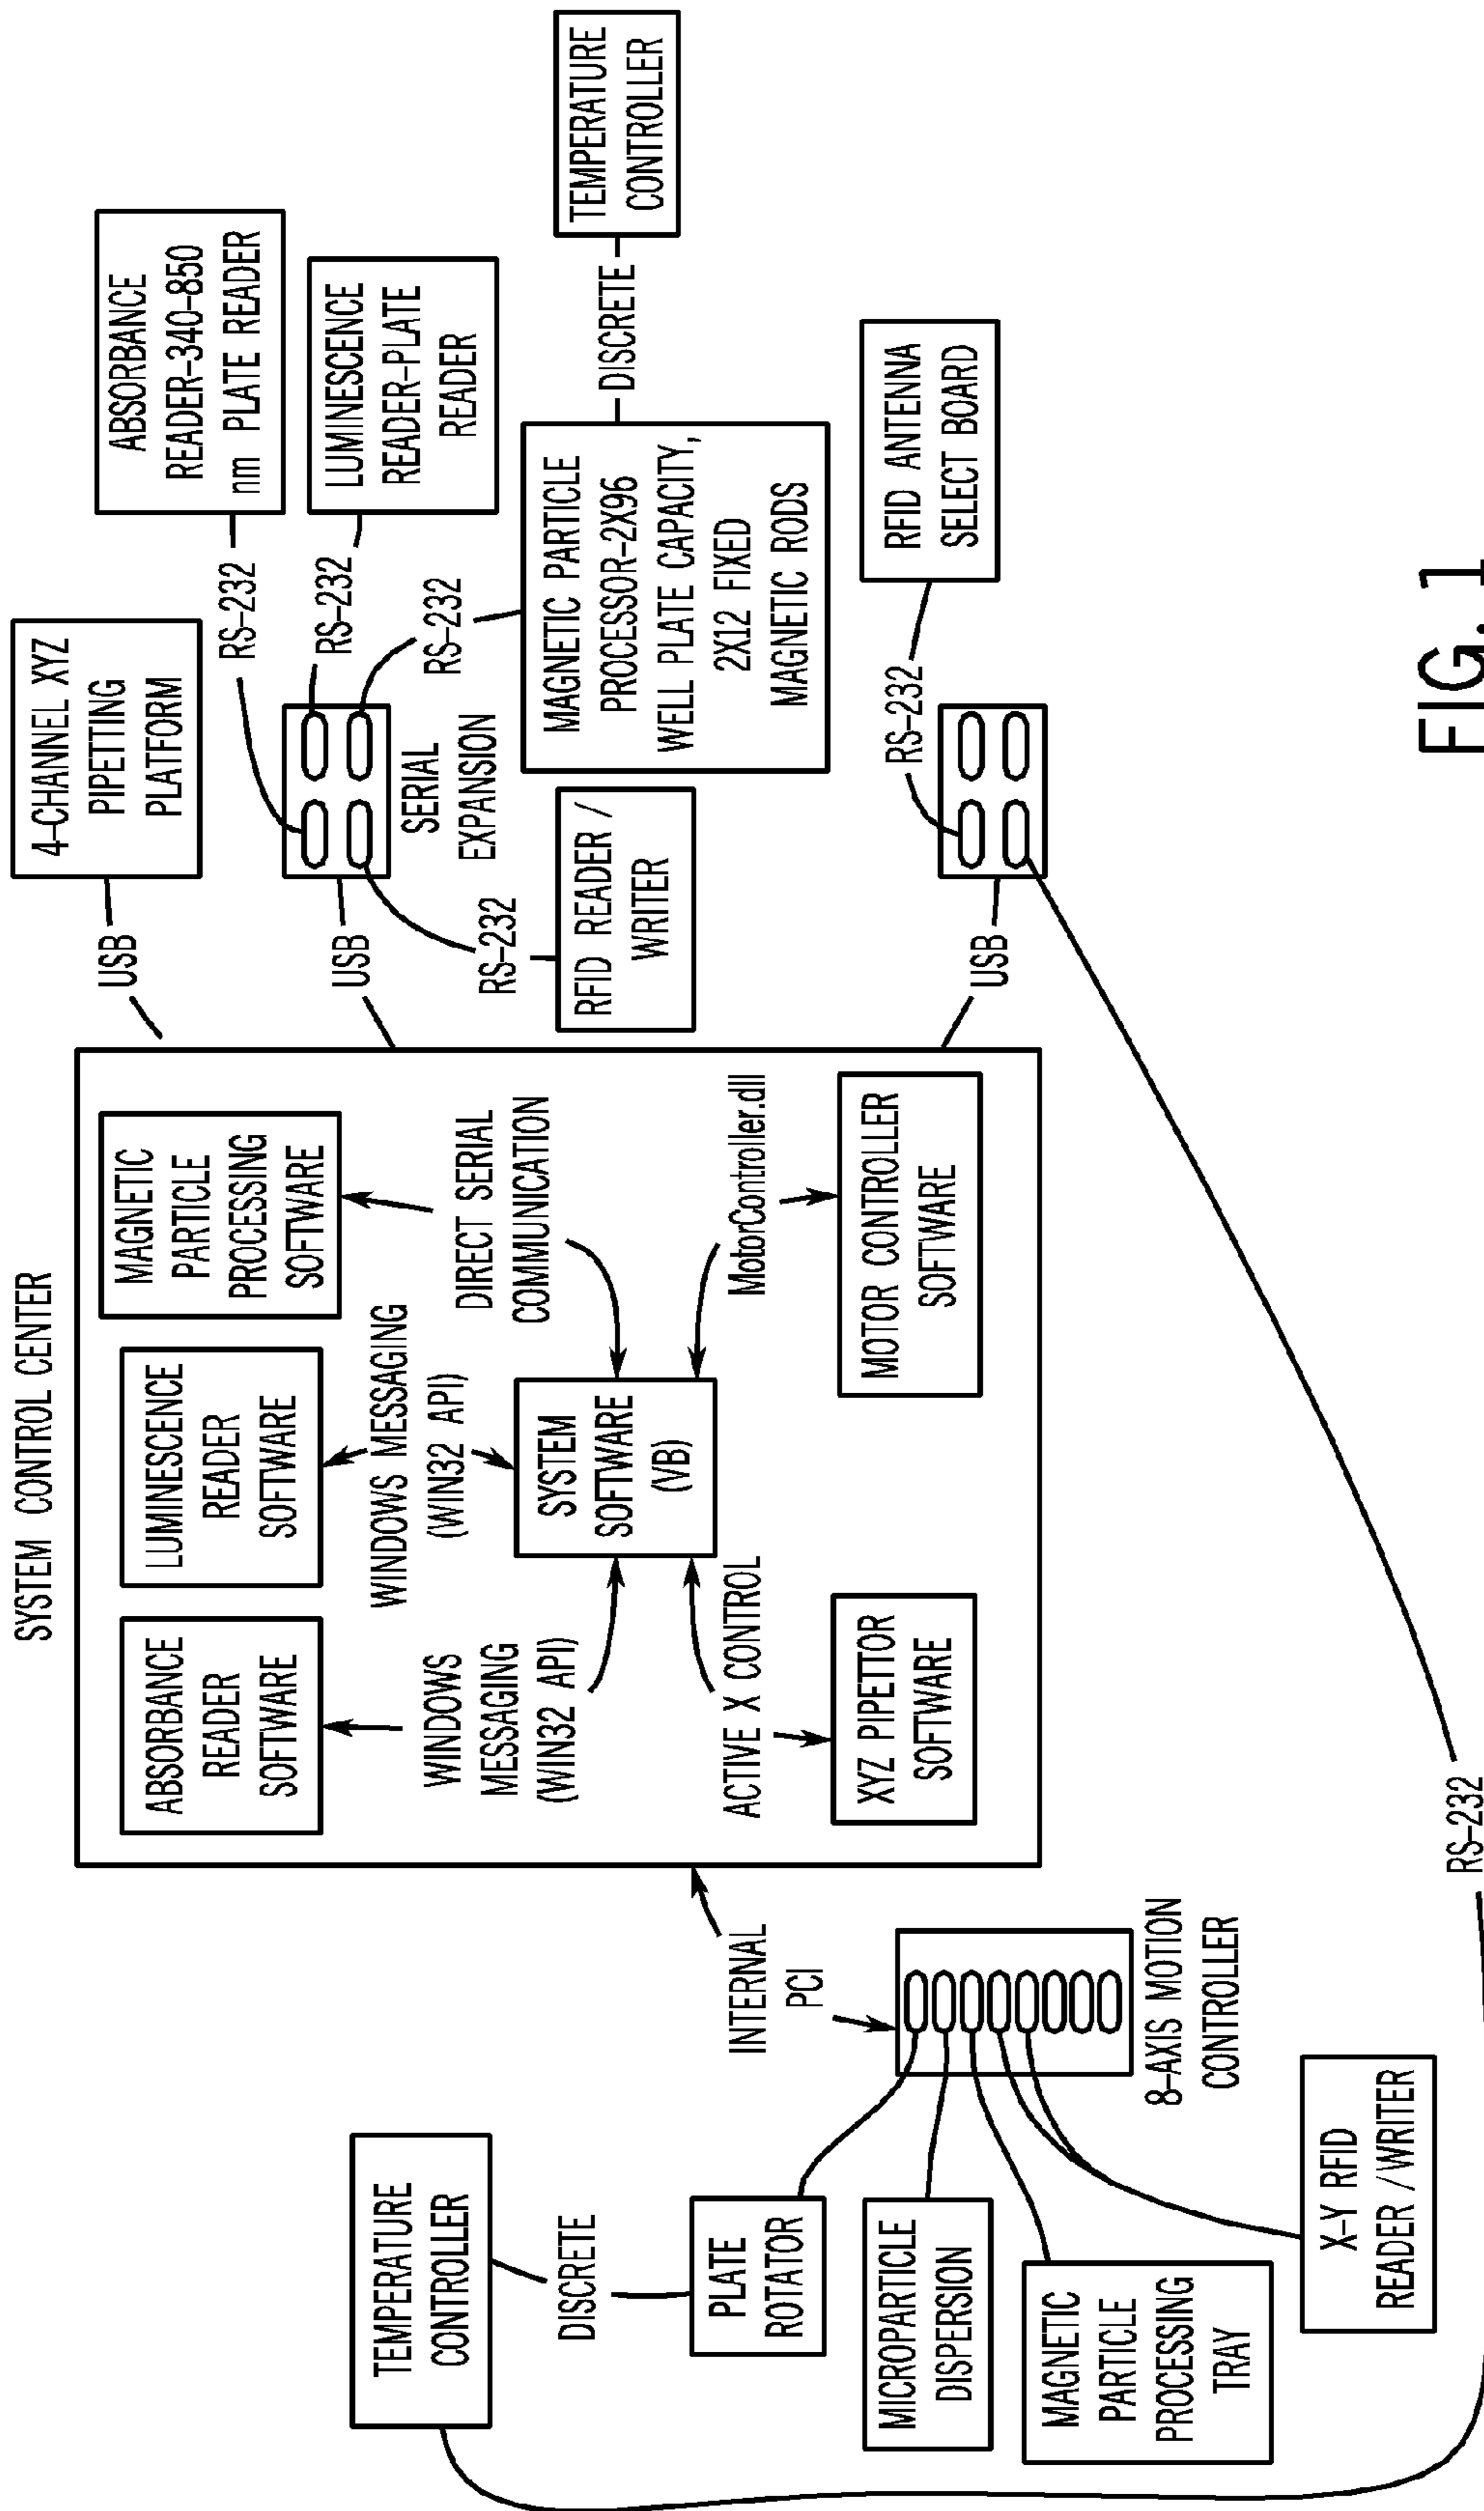 SYSTEM CONTROL CENTER
ABSORBANCE
READER
SOFTWARE
LUMINESCENCE
READER
SOFTWARE
MAGNETIC
PARTICLE
PROCESSING
SOFTWARE
WINDOWS
MESSAGING
(WIN32 API)
WINDOWS MESSAGING
(WIN32 API)
DIRECT SERIAL
COMMUNICATION
SYSTEM
SOFTWARE
(VB)
ACTIVE X CONTROL
MotorController.dll
XYZ PIPETTOR
SOFTWARE
MOTOR CONTROLLER
SOFTWARE
TEMPERATURE
CONTROLLER
DISCRETE
PLATE
ROTATOR
MICROPARTICLE
DISPERSION
MAGNETIC
PARTICLE
PROCESSING
TRAY
X-Y RFID
READER/WRITER
INTERNAL
PCI
8-AXIS MOTION
CONTROLLER
RS-232
USB
4-CHANNEL XYZ
PIPETTING
PLATFORM
USB
SERIAL
EXPANSION
RS-232
ABSORBANCE
READER-340-850
nm PLATE READER
RS-232
LUMINESCENCE
READER-PLATE
READER
RS-232
MAGNETIC PARTICLE
PROCESSOR-2X96
WELL PLATE CAPACITY,
2X12 FIXED
MAGNETIC RODS
DISCRETE
TEMPERATURE
CONTROLLER
RS-232
RFID READER /
WRITER
USB
RS-232
RFID ANTENNA
SELECT BOARD
FIG. 1